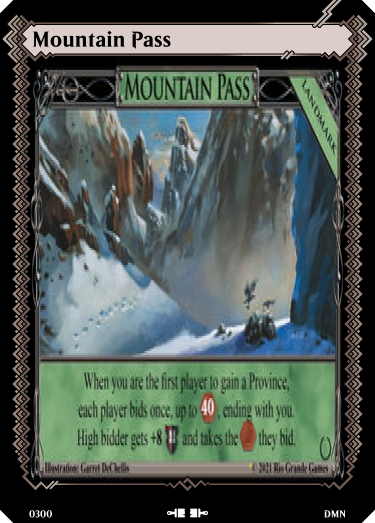 Mountain Pass
MOUNTAIN PASS
LANDMARK
When you are the first player to gain a Province,
each player bids once, up to 40, ending with you.
High bidder gets +8 and takes the they bid.
Illustration: Garret DeChellis © 2021 Rio Grande Games
0300 DMN